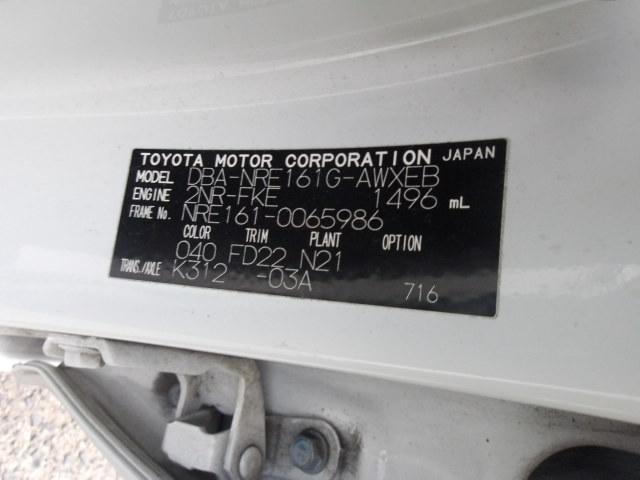 TOYOTA MOTOR CORPORATION JAPAN
MODEL DBA-NRE161G-AWXEB
ENGINE 2NR-FKE 1496 mL
FRAME No. NRE161-0065986
COLOR TRIM PLANT OPTION
040 FD22 N21
TRANS./AXLE K312 -03A
716